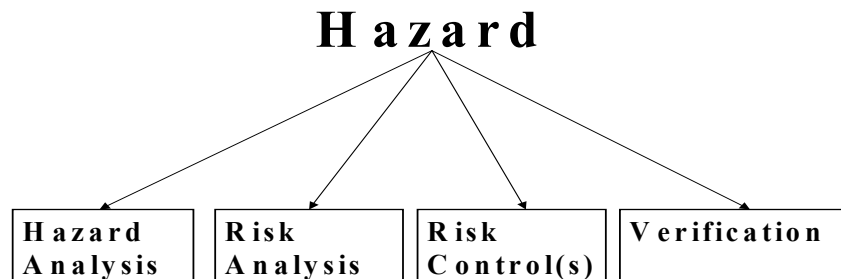 Hazard
Hazard
Analysis
Risk
Analysis
Risk
Control(s)
Verification